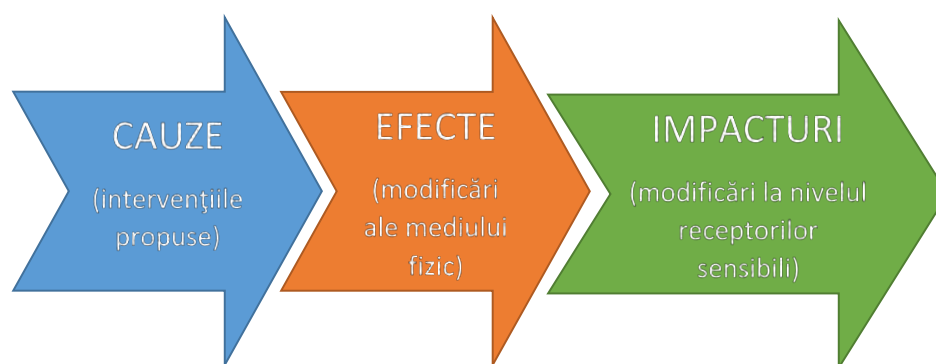 CAUZE
(intervenţiile
propuse)
EFECTE
(modificări
ale mediului
fizic)
IMPACTURI
(modificări la nivelul
receptorilor
sensibili)